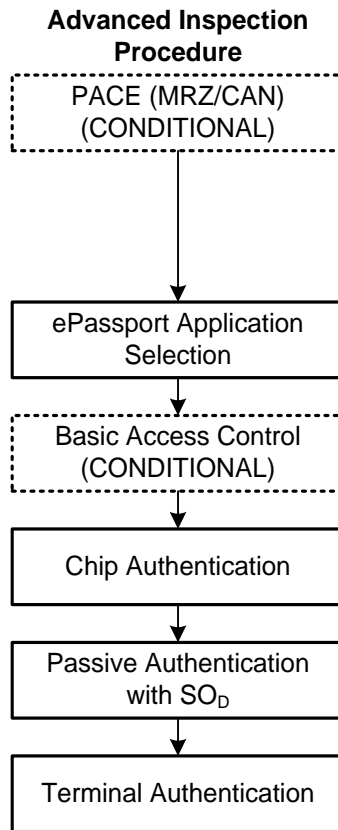 Advanced Inspection
Procedure
PACE (MRZ/CAN)
(CONDITIONAL)
ePassport Application
Selection
Basic Access Control
(CONDITIONAL)
Chip Authentication
Passive Authentication
with SOD
Terminal Authentication